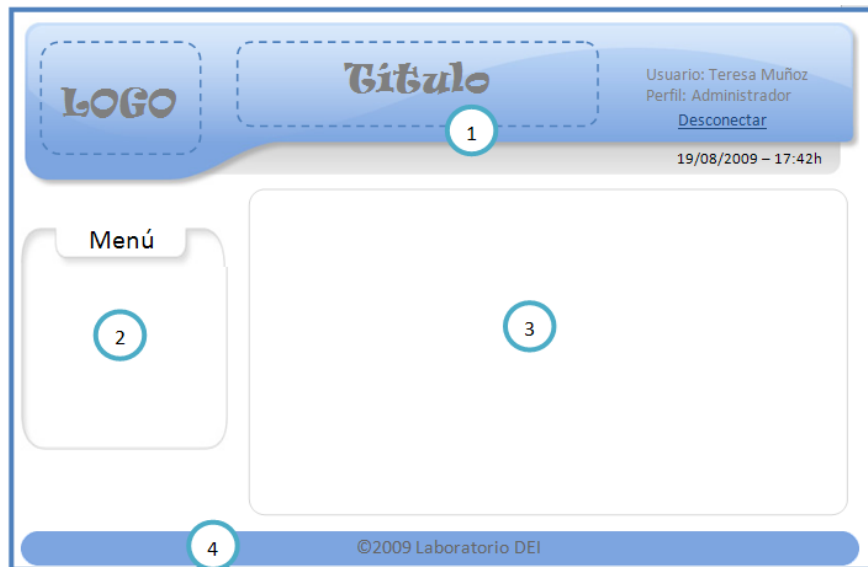 LOGO
Título
Usuario: Teresa Muñoz
Perfil: Administrador
Desconectar
1
19/08/2009 – 17:42h
Menú
2
3
4
©2009 Laboratorio DEI